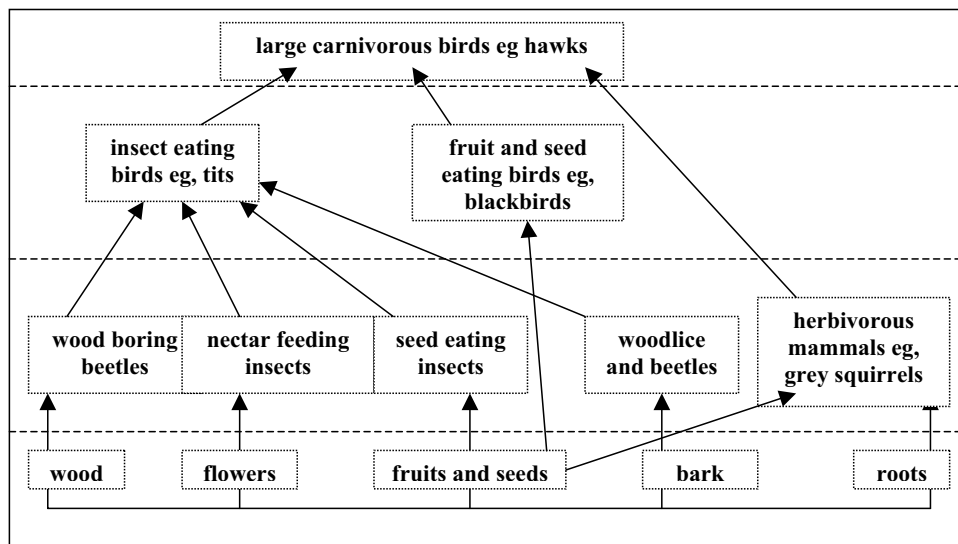 large carnivorous birds eg hawks
insect eating
birds eg, tits
fruit and seed
eating birds eg,
blackbirds
wood boring
beetles
nectar feeding
insects
seed eating
insects
woodlice
and beetles
herbivorous
mammals eg,
grey squirrels
wood
flowers
fruits and seeds
bark
roots